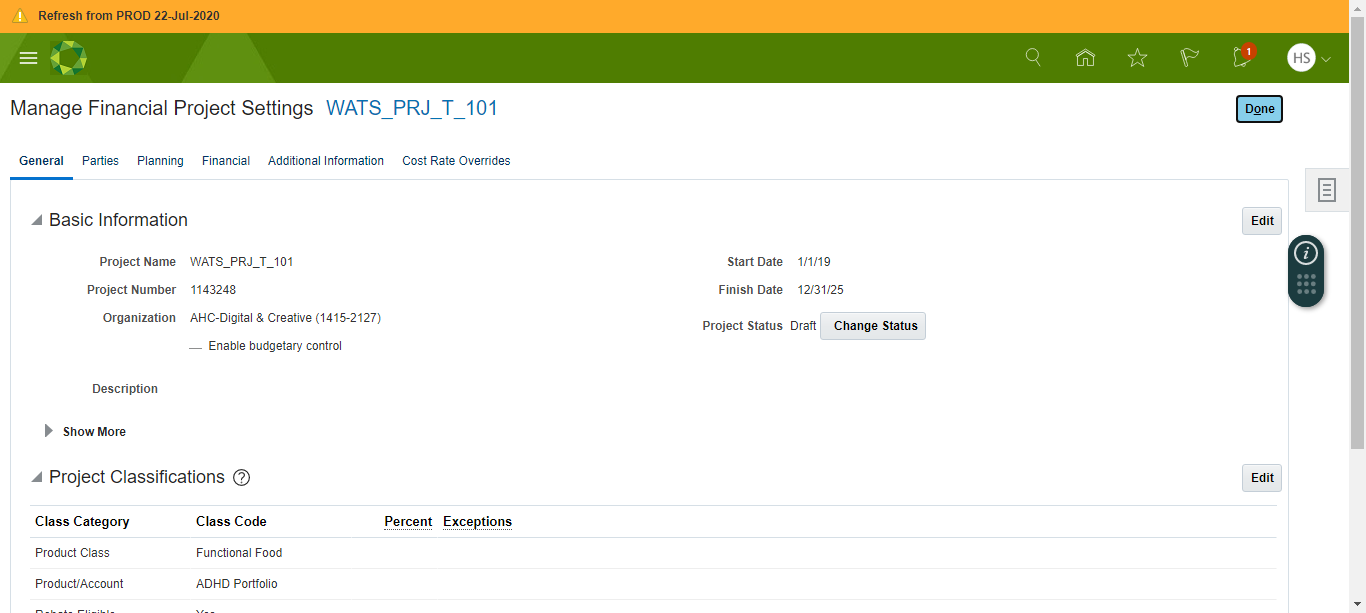 Refresh from PROD 22-Jul-2020
1
HS
Manage Financial Project Settings WATS_PRJ_T_101
Done
General Parties Planning Financial Additional Information Cost Rate Overrides
Basic Information
Edit
Project Name WATS_PRJ_T_101 Start Date 1/1/19
Project Number 1143248 Finish Date 12/31/25
Organization AHC-Digital & Creative (1415-2127)
Project Status Draft Change Status
Enable budgetary control
Description
Show More
Project Classifications ?
Edit
Class Category Class Code Percent Exceptions
Product Class Functional Food
Product/Account ADHD Portfolio
Rebate Eligible Yes